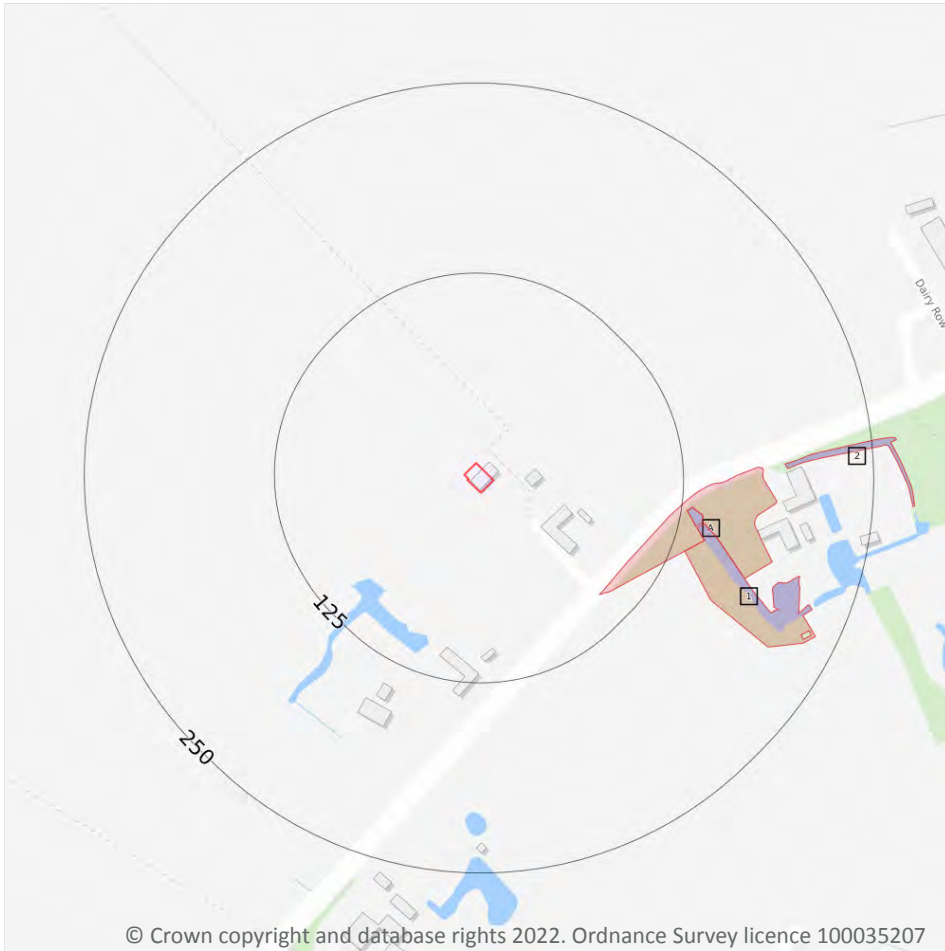 Dairy Row
2
A
1
125
250
© Crown copyright and database rights 2022. Ordnance Survey licence 100035207